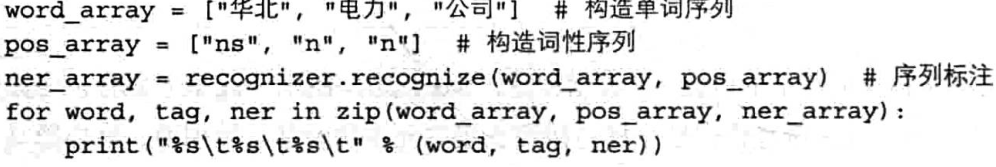 word_array = ["华北", "电力", "公司"]  # 构造单词序列
pos_array = ["ns", "n", "n"]  # 构造词性序列
ner_array = recognizer.recognize(word_array, pos_array)  # 序列标注
for word, tag, ner in zip(word_array, pos_array, ner_array):
    print("%s\t%s\t%s\t" % (word, tag, ner))